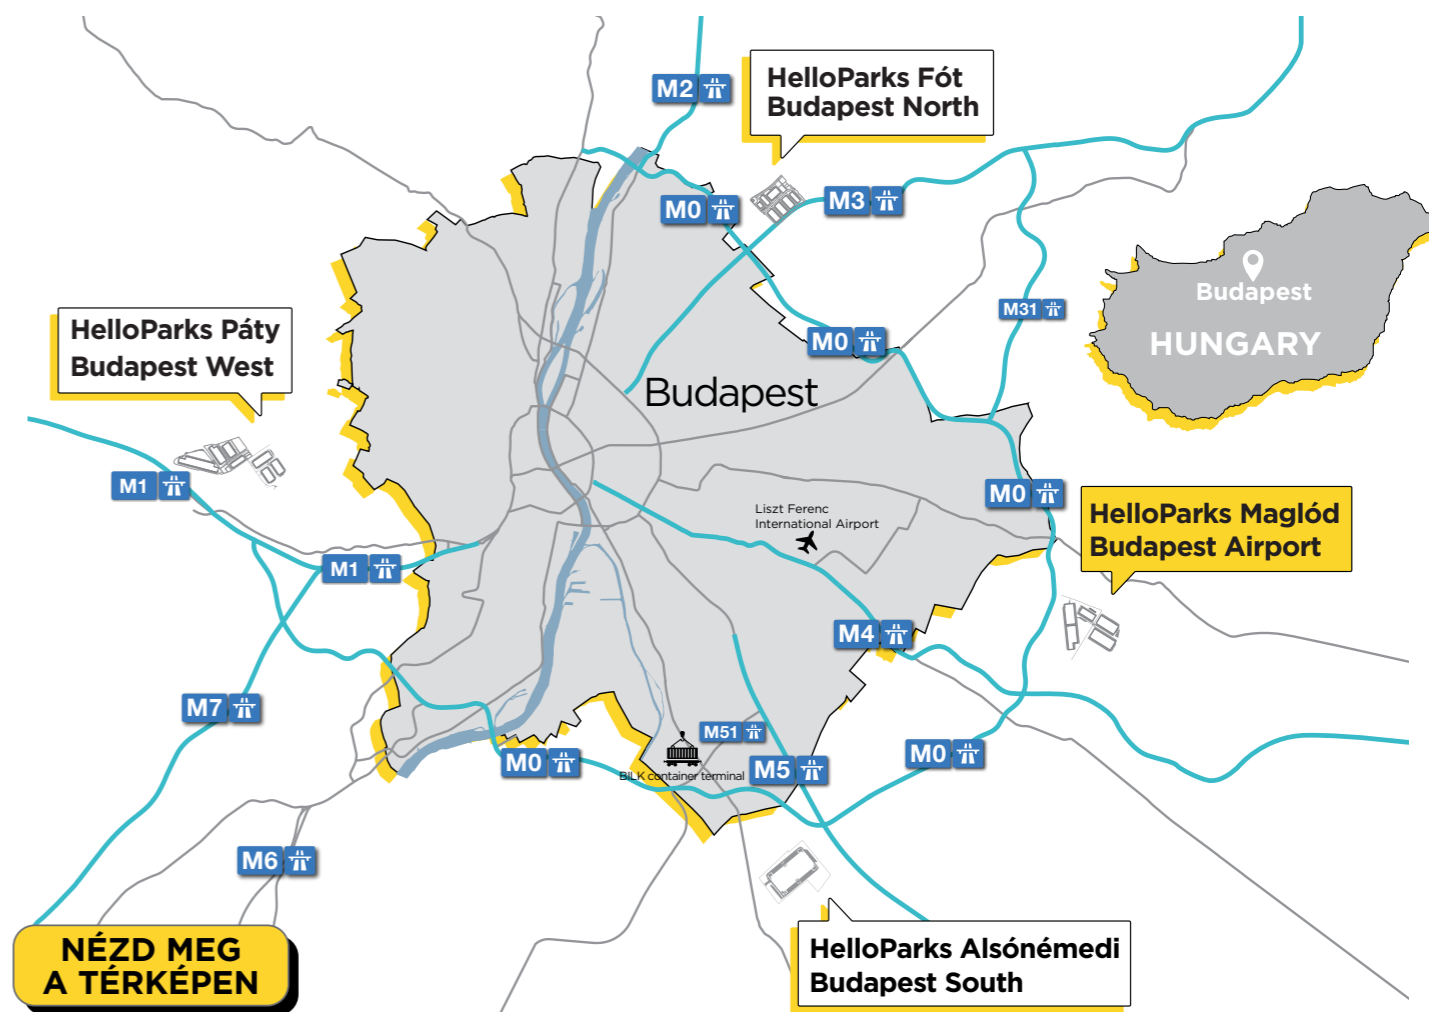 M2
HelloParks Fót
Budapest North
M0
M3
M31
Budapest
HUNGARY
HelloParks Páty
Budapest West
M0
Budapest
M1
M0
Liszt Ferenc
International Airport
HelloParks Maglód
Budapest Airport
M1
M4
M7
M51
M0
M5
M0
BILK container terminal
M6
NÉZD MEG
A TÉRKÉPEN
HelloParks Alsónémedi
Budapest South